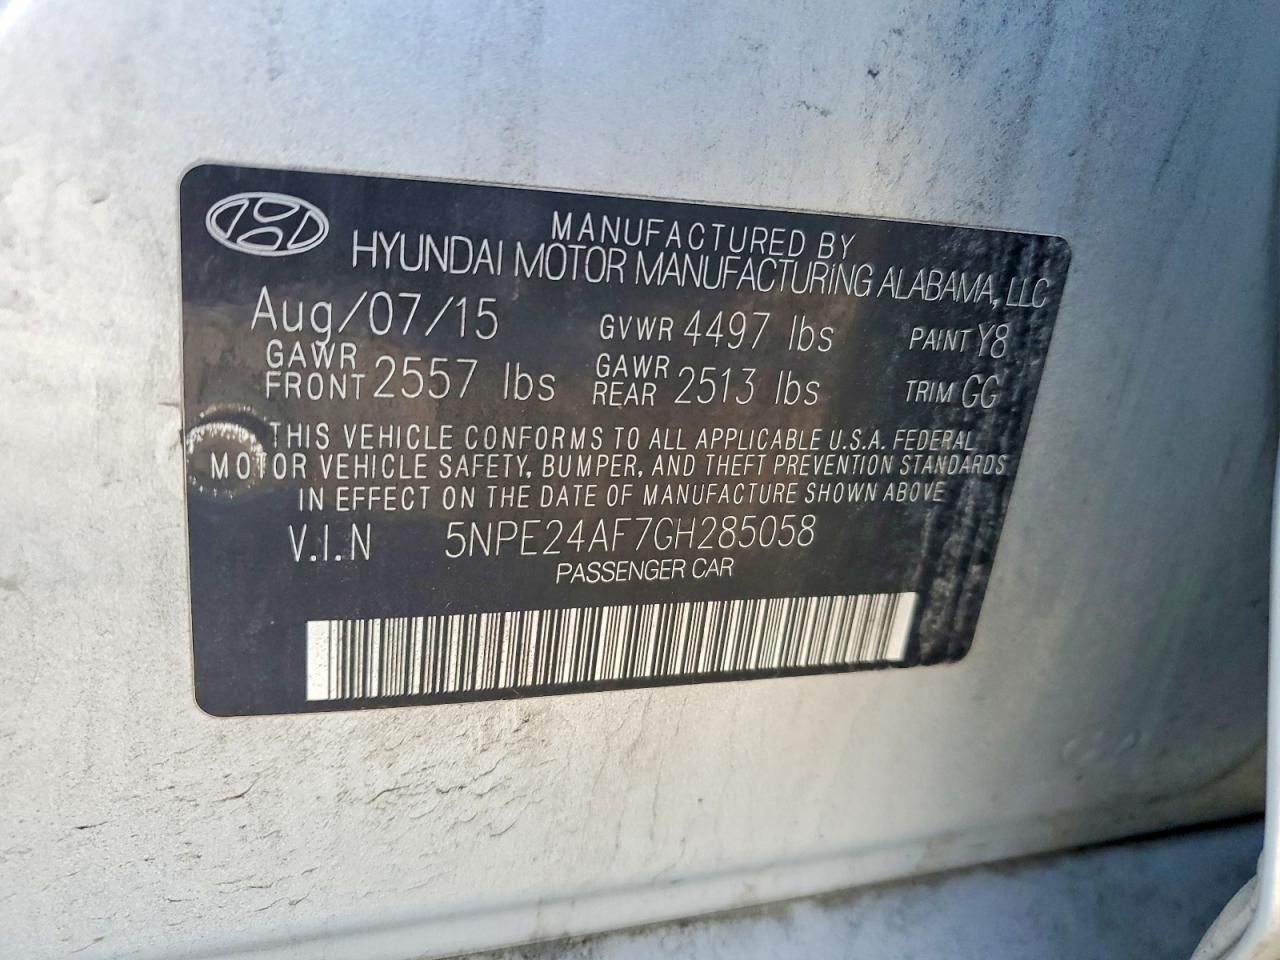 MANUFACTURED BY
HYUNDAI MOTOR MANUFACTURING ALABAMA, LLC
Aug/07/15 GVWR 4497 lbs PAINT Y8
GAWR FRONT 2557 lbs GAWR REAR 2513 lbs TRIM GG
THIS VEHICLE CONFORMS TO ALL APPLICABLE U.S.A. FEDERAL
MOTOR VEHICLE SAFETY, BUMPER, AND THEFT PREVENTION STANDARDS
IN EFFECT ON THE DATE OF MANUFACTURE SHOWN ABOVE
V.I.N 5NPE24AF7GH285058
PASSENGER CAR